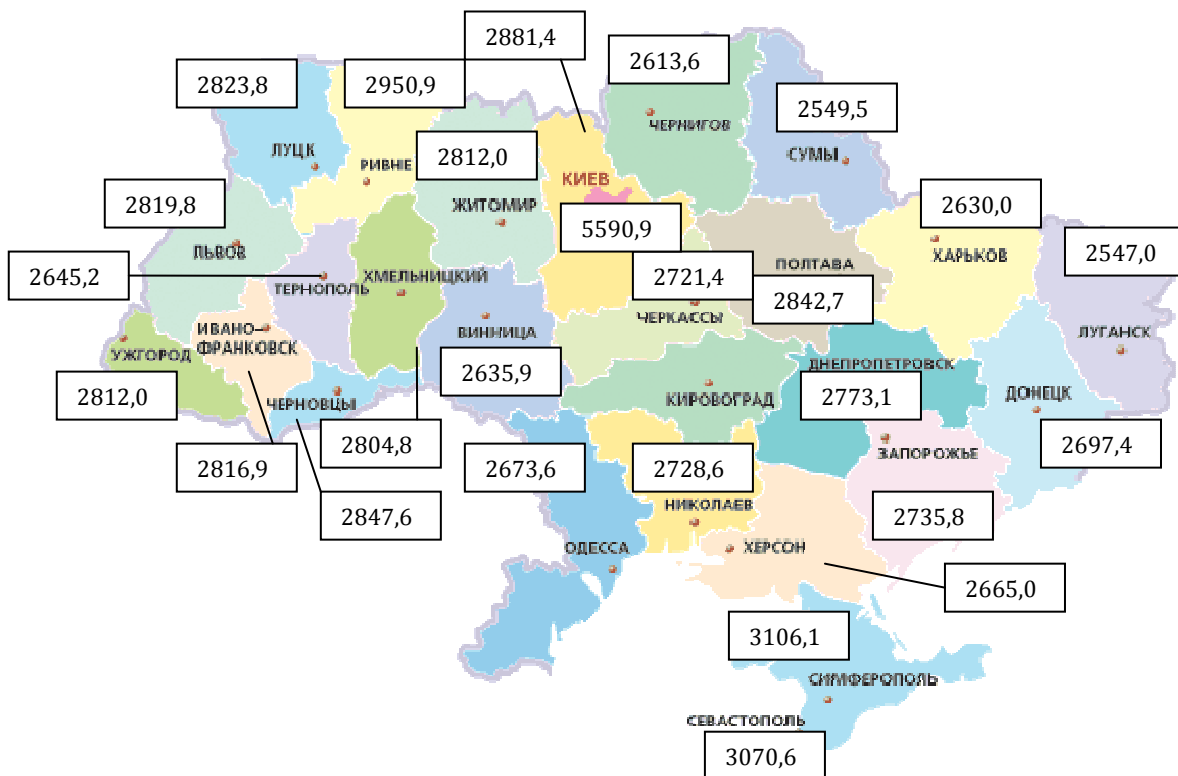 2881,4
2613,6
2823,8
2950,9
2549,5
ЧЕРНИГОВ
ЛУЦК
РИВНЕ
2812,0
СУМЫ
КИЕВ
2819,8
ЖИТОМИР
2630,0
5590,9
ЛЬВОВ
2547,0
ХАРЬКОВ
2645,2
ТЕРНОПОЛЬ
ХМЕЛЬНИЦКИЙ
2721,4
ПОЛТАВА
2842,7
ЧЕРКАССЫ
ИВАНО-
ФРАНКОВСК
ВИННИЦА
ЛУГАНСК
УЖГОРОД
ДНЕПРОПЕТРОВСК
2812,0
2635,9
ЧЕРНОВЦЫ
КИРОВОГРАД
2773,1
ДОНЕЦК
2816,9
2804,8
2673,6
2728,6
ЗАПОРОЖЬЕ
2697,4
2847,6
НИКОЛАЕВ
2735,8
ОДЕССА
ХЕРСОН
2665,0
3106,1
СИМФЕРОПОЛЬ
СЕВАСТОПОЛЬ
3070,6